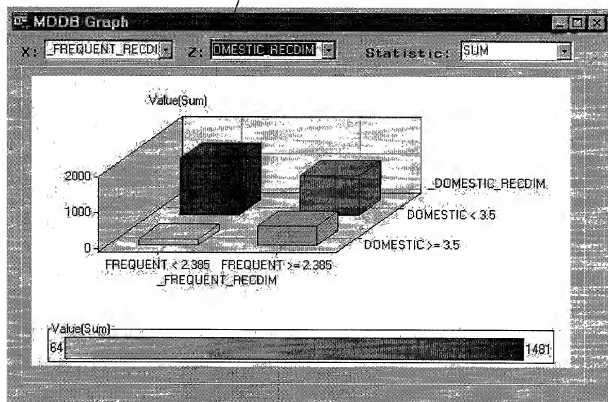 MDDB Graph
X: _FREQUENT_RECDI Z: OMESTIC_RECDIM Statistic: SUM
Value(Sum)
2000
1000
0
_DOMESTIC_RECDIM
DOMESTIC < 3.5
DOMESTIC >= 3.5
FREQUENT < 2.385 FREQUENT >= 2.385
_FREQUENT_RECDIM
Value(Sum)
64 1481